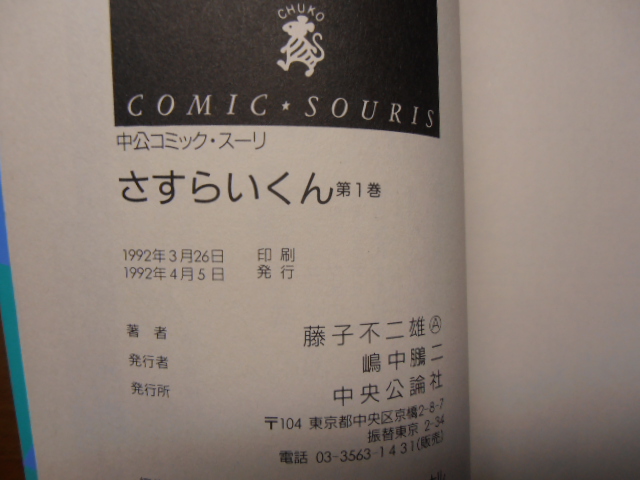 CHUKO
COMIC★SOURIS
中公コミック・スーリ
さすらいくん第1巻
1992年3月26日 印刷
1992年4月5日 発行
著者 藤子不二雄Ⓐ
発行者 嶋中鵬二
発行所 中央公論社
〒104 東京都中央区京橋2-8-7
振替東京 2-34
電話 03-3563-1431(販売)